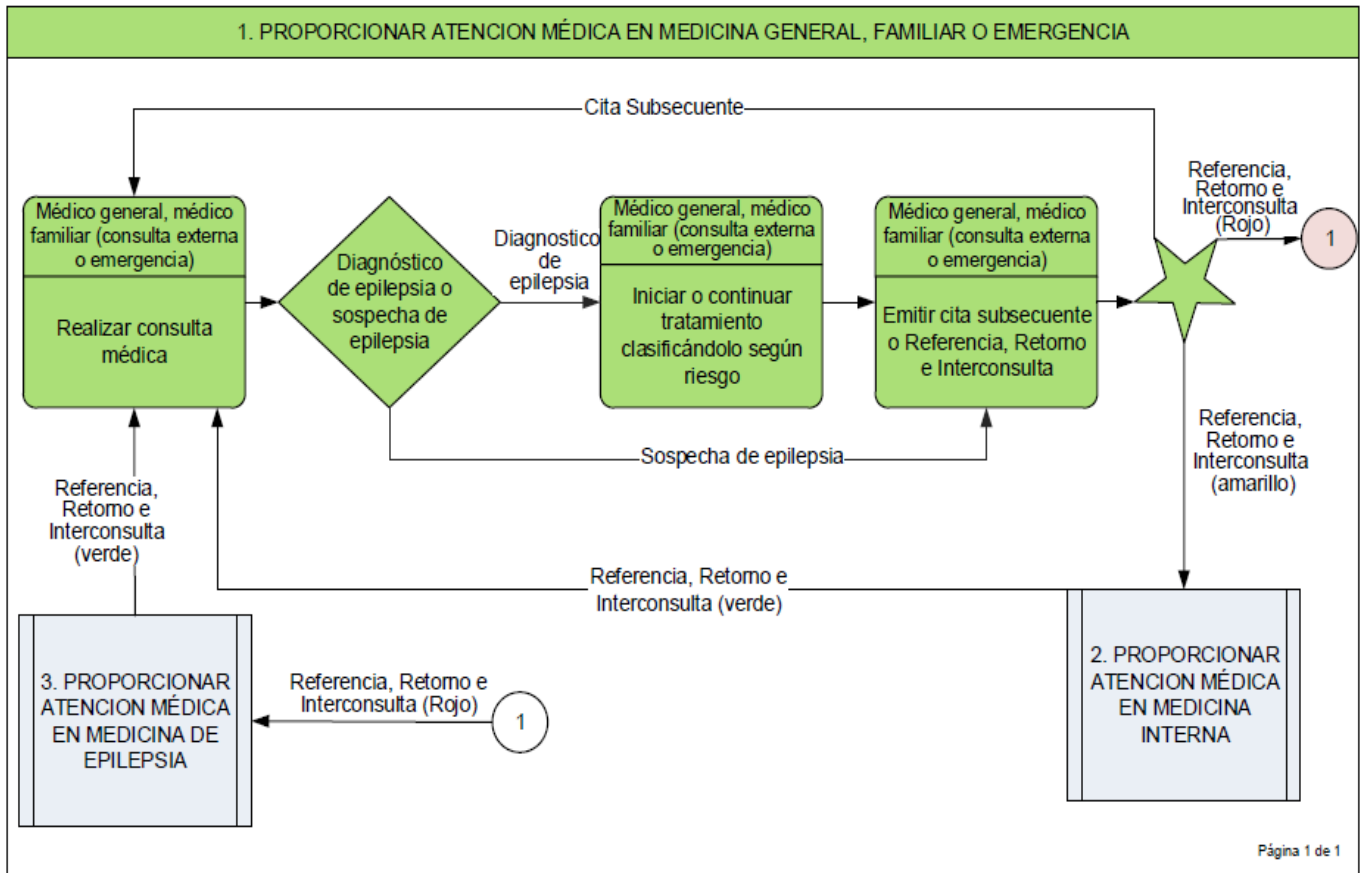 1. PROPORCIONAR ATENCION MÉDICA EN MEDICINA GENERAL, FAMILIAR O EMERGENCIA
Cita Subsecuente
Referencia,
Retorno e
Interconsulta
(Rojo)
1
Médico general, médico
familiar (consulta externa
o emergencia)
Realizar consulta
médica
Diagnóstico
de epilepsia o
sospecha de
epilepsia
Diagnostico
de
epilepsia
Médico general, médico
familiar (consulta externa
o emergencia)
Iniciar o continuar
tratamiento
clasificándolo según
riesgo
Médico general, médico
familiar (consulta externa
o emergencia)
Emitir cita subsecuente
o Referencia, Retorno
e Interconsulta
Sospecha de epilepsia
Referencia,
Retorno e
Interconsulta
(amarillo)
Referencia,
Retorno e
Interconsulta
(verde)
Referencia, Retorno e
Interconsulta (verde)
3. PROPORCIONAR
ATENCION MÉDICA
EN MEDICINA DE
EPILEPSIA
Referencia, Retorno e
Interconsulta (Rojo)
1
2. PROPORCIONAR
ATENCION MÉDICA
EN MEDICINA
INTERNA
Página 1 de 1